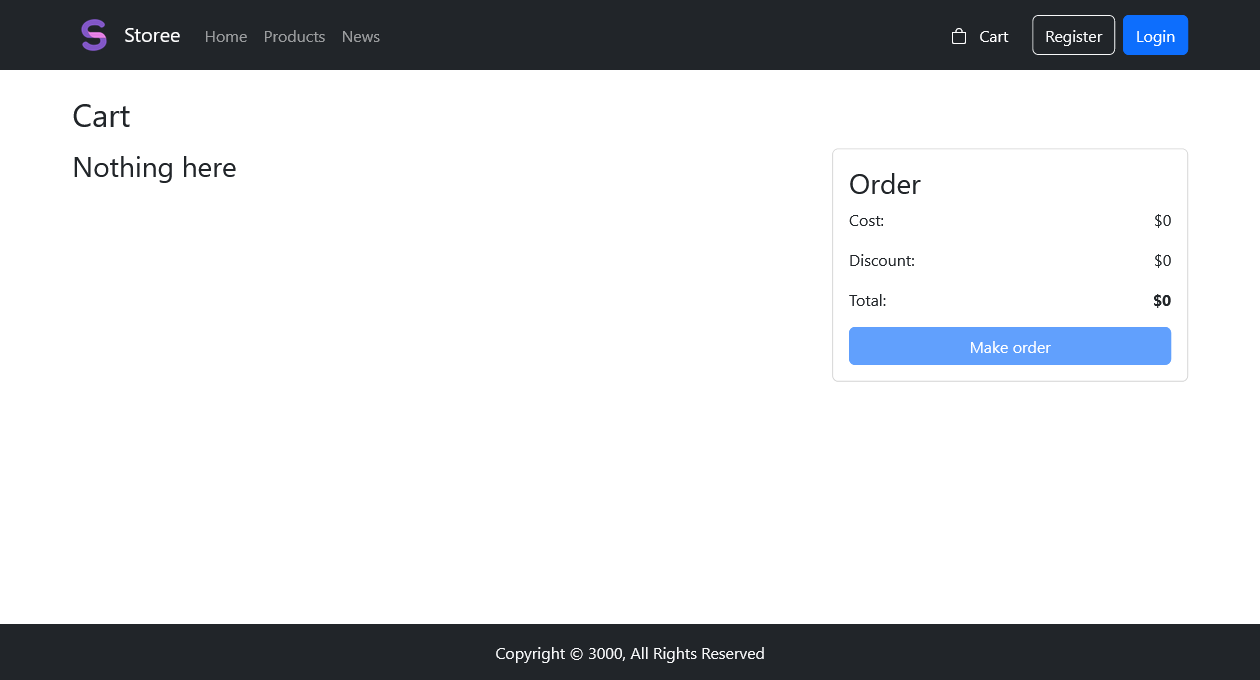 Storee Home Products News Cart Register Login
Cart
Nothing here
Order
Cost: $0
Discount: $0
Total: $0
Make order
Copyright © 3000, All Rights Reserved